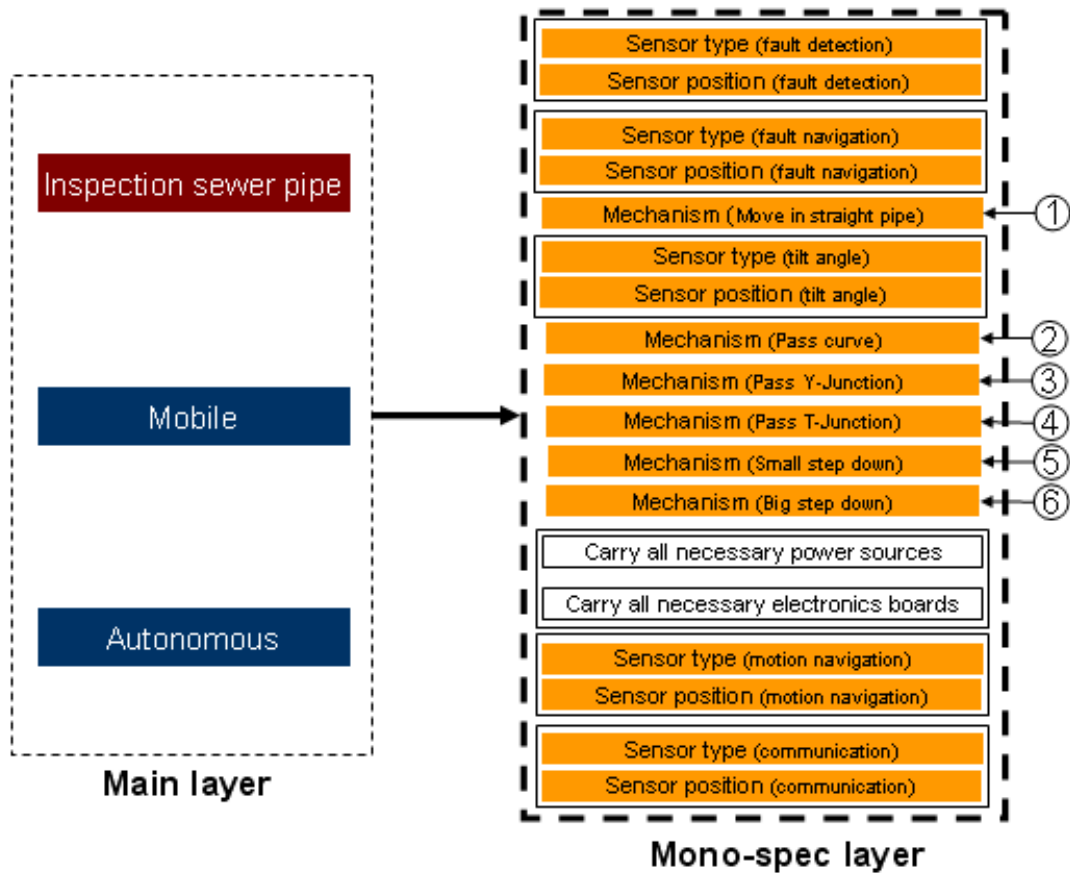 Inspection sewer pipe
Mobile
Autonomous
Main layer
Sensor type (fault detection)
Sensor position (fault detection)
Sensor type (fault navigation)
Sensor position (fault navigation)
Mechanism (Move in straight pipe)
1
Sensor type (tilt angle)
Sensor position (tilt angle)
Mechanism (Pass curve)
2
Mechanism (Pass Y-Junction)
3
Mechanism (Pass T-Junction)
4
Mechanism (Small step down)
5
Mechanism (Big step down)
6
Carry all necessary power sources
Carry all necessary electronics boards
Sensor type (motion navigation)
Sensor position (motion navigation)
Sensor type (communication)
Sensor position (communication)
Mono-spec layer